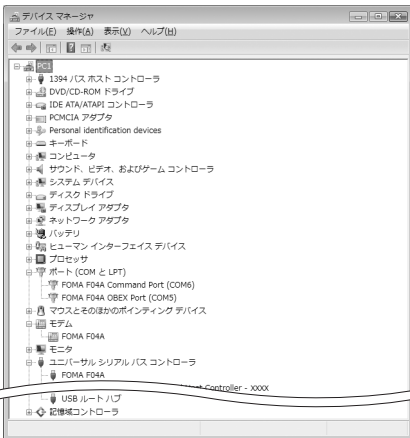 デバイス マネージャ
ファイル(F) 操作(A) 表示(V) ヘルプ(H)
PC1
1394 バス ホスト コントローラ
DVD/CD-ROM ドライブ
IDE ATA/ATAPI コントローラ
PCMCIA アダプタ
Personal identification devices
キーボード
コンピュータ
サウンド、ビデオ、およびゲーム コントローラ
システム デバイス
ディスク ドライブ
ディスプレイ アダプタ
ネットワーク アダプタ
バッテリ
ヒューマン インターフェイス デバイス
プロセッサ
ポート (COM と LPT)
FOMA F04A Command Port (COM6)
FOMA F04A OBEX Port (COM5)
マウスとそのほかのポインティング デバイス
モデム
FOMA F04A
モニタ
ユニバーサル シリアル バス コントローラ
FOMA F04A
Controller - XXXX
USB ルート ハブ
記憶域コントローラ